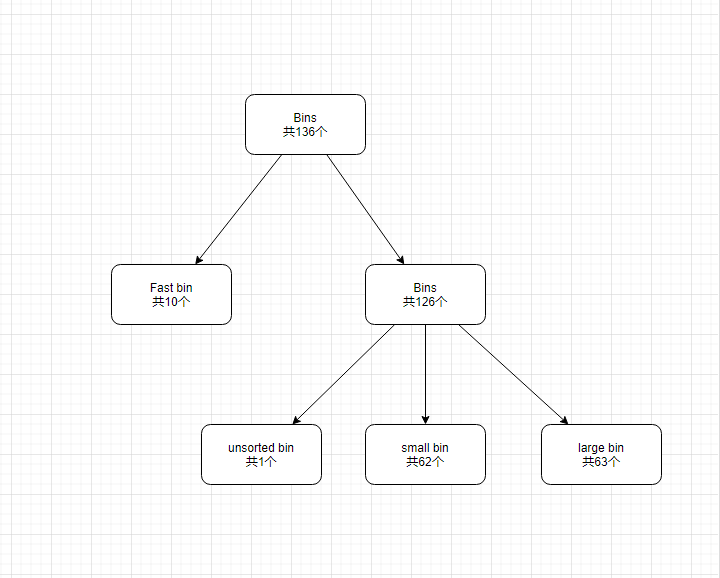 Bins
共136个
Fast bin
共10个
Bins
共126个
unsorted bin
共1个
small bin
共62个
large bin
共63个